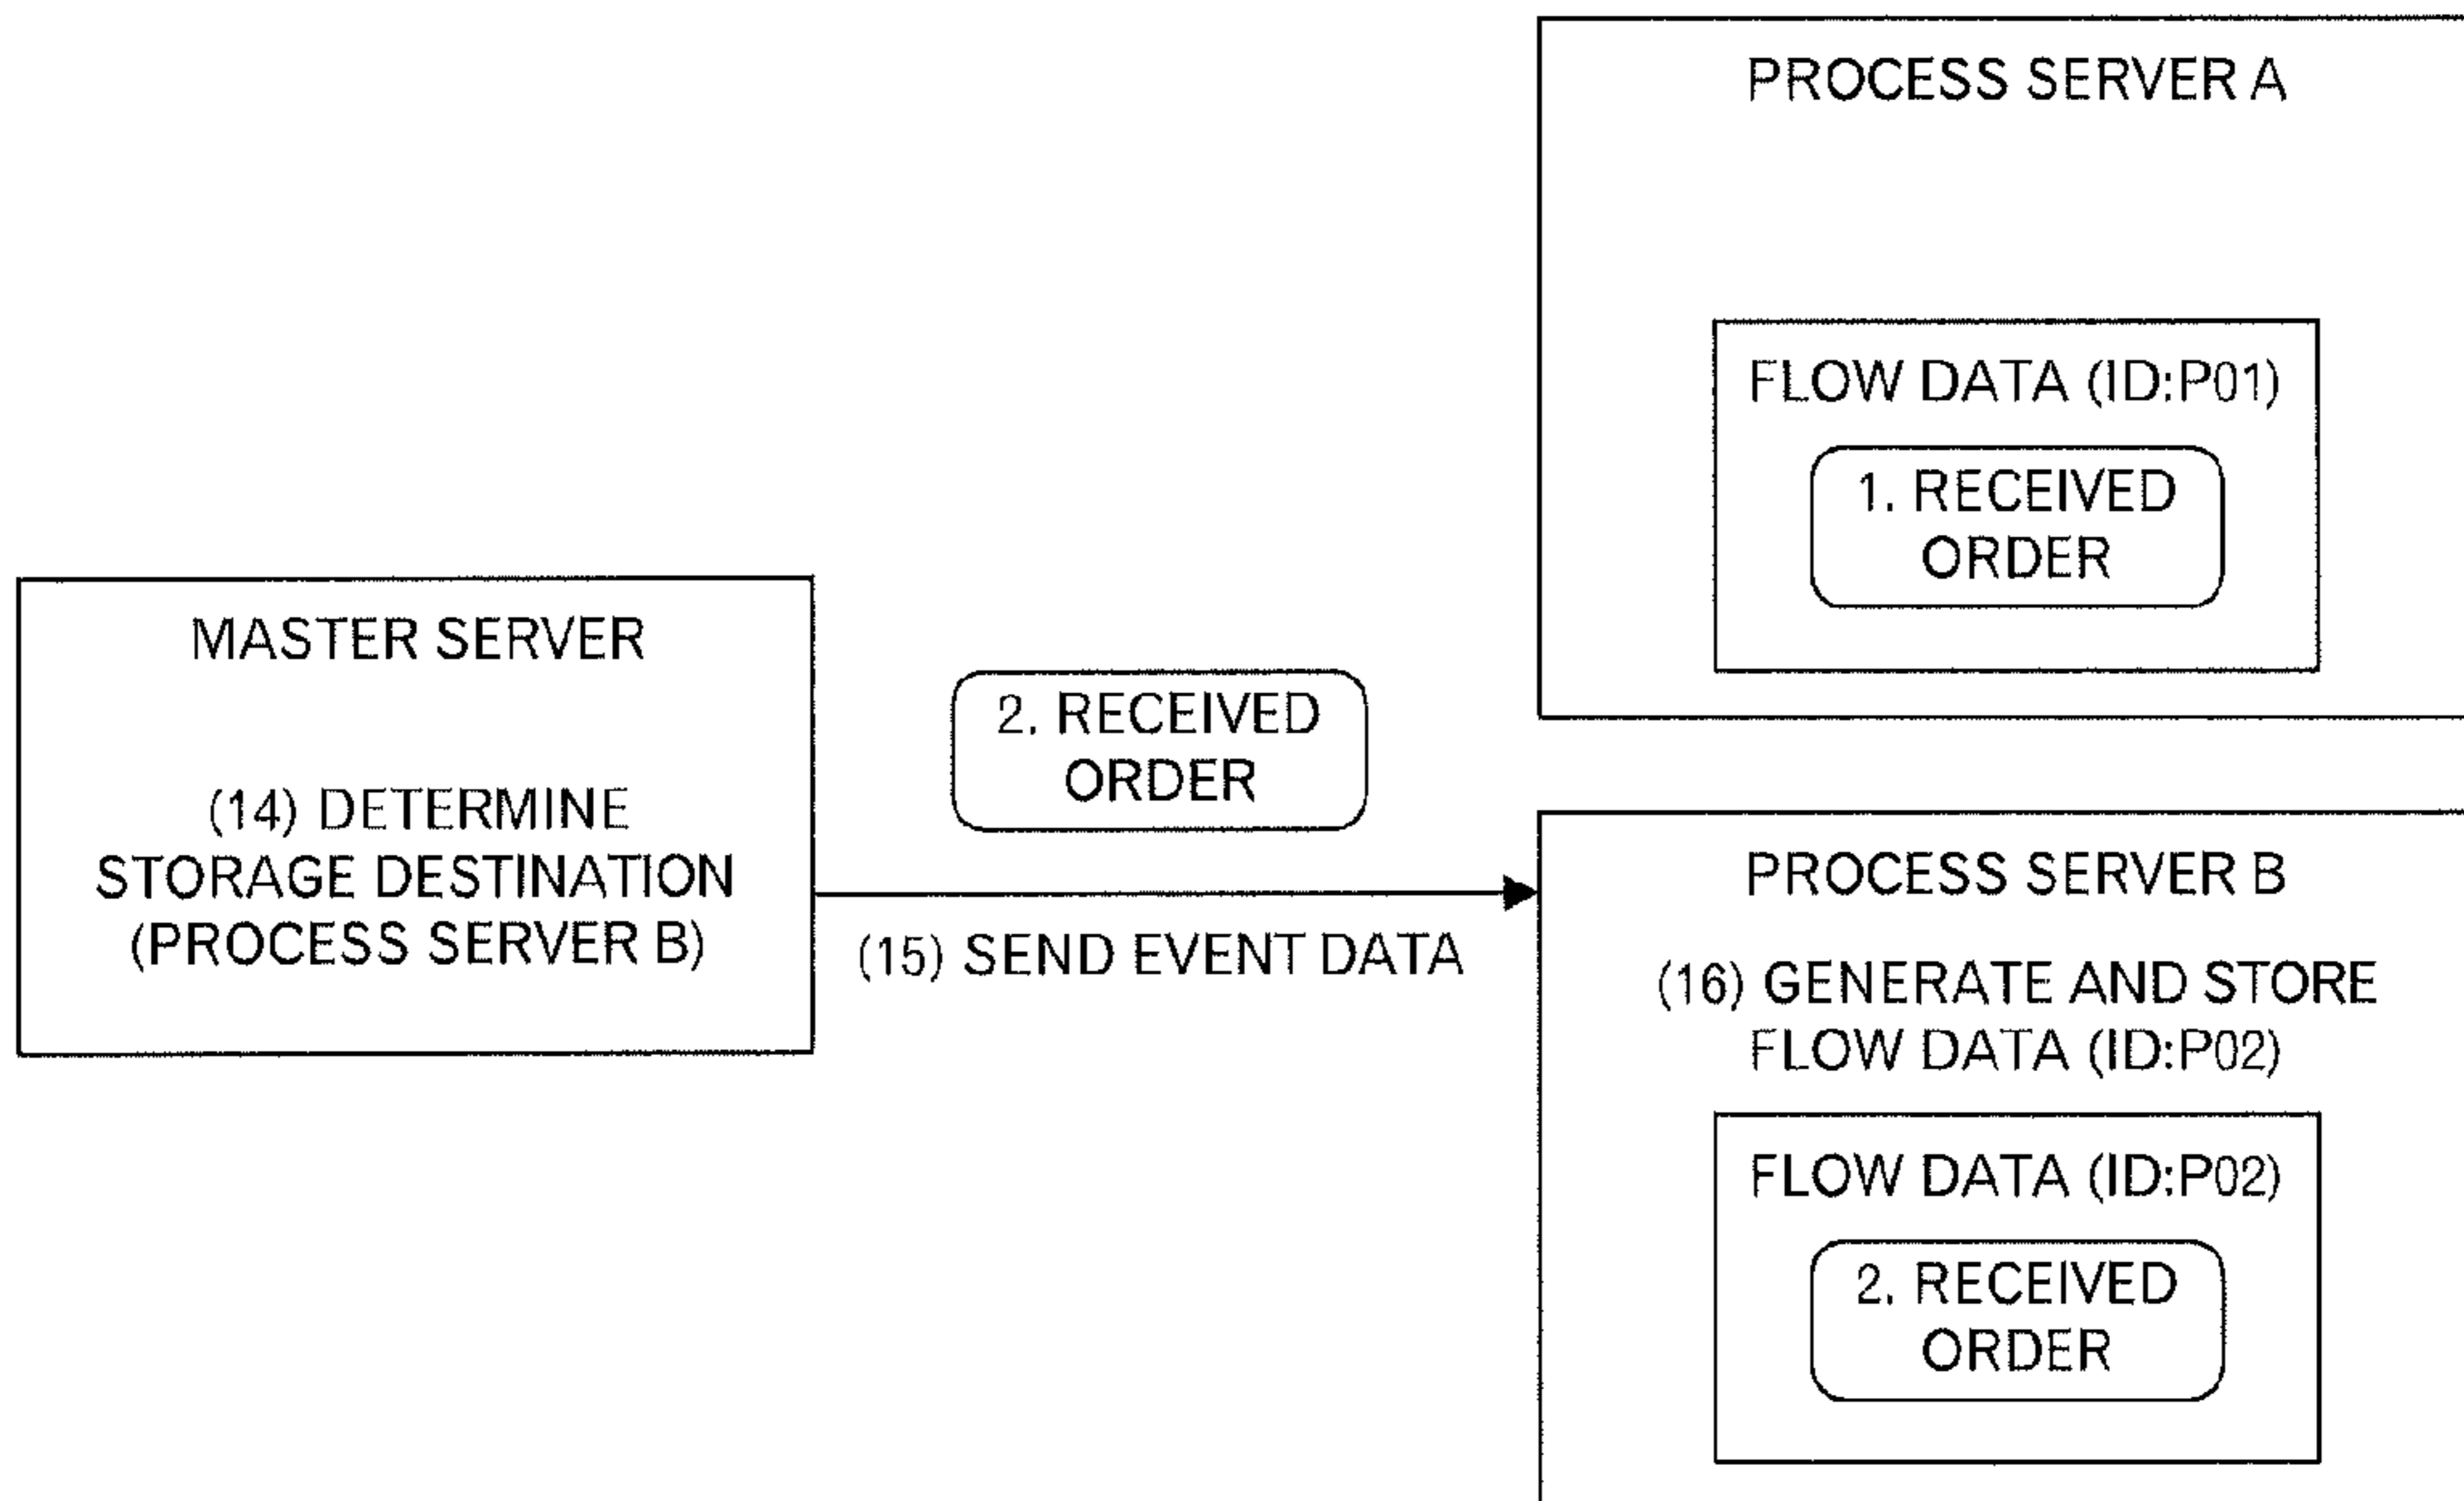 PROCESS SERVER A
FLOW DATA (ID:P01)
1. RECEIVED
ORDER
MASTER SERVER
(14) DETERMINE
STORAGE DESTINATION
(PROCESS SERVER B)
2. RECEIVED
ORDER
(15) SEND EVENT DATA
PROCESS SERVER B
(16) GENERATE AND STORE
FLOW DATA (ID:P02)
FLOW DATA (ID:P02)
2. RECEIVED
ORDER